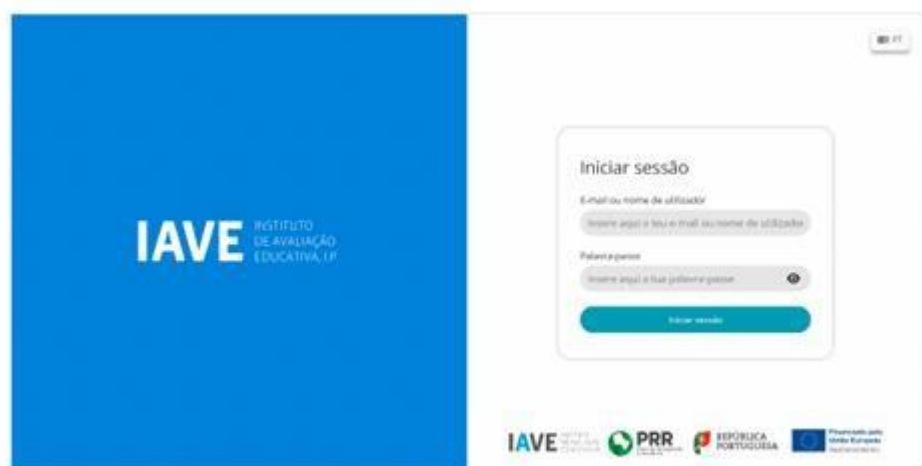 IAVE
INSTITUTO
DE AVALIAÇÃO
EDUCATIVA, I.P.
PT
Iniciar sessão
E-mail ou nome de utilizador
Insere aqui o teu e-mail ou nome de utilizador
Palavra-passe
Insere aqui a tua palavra-passe
Iniciar sessão
IAVE
PRR
REPÚBLICA
PORTUGUESA
Financiado pela
União Europeia